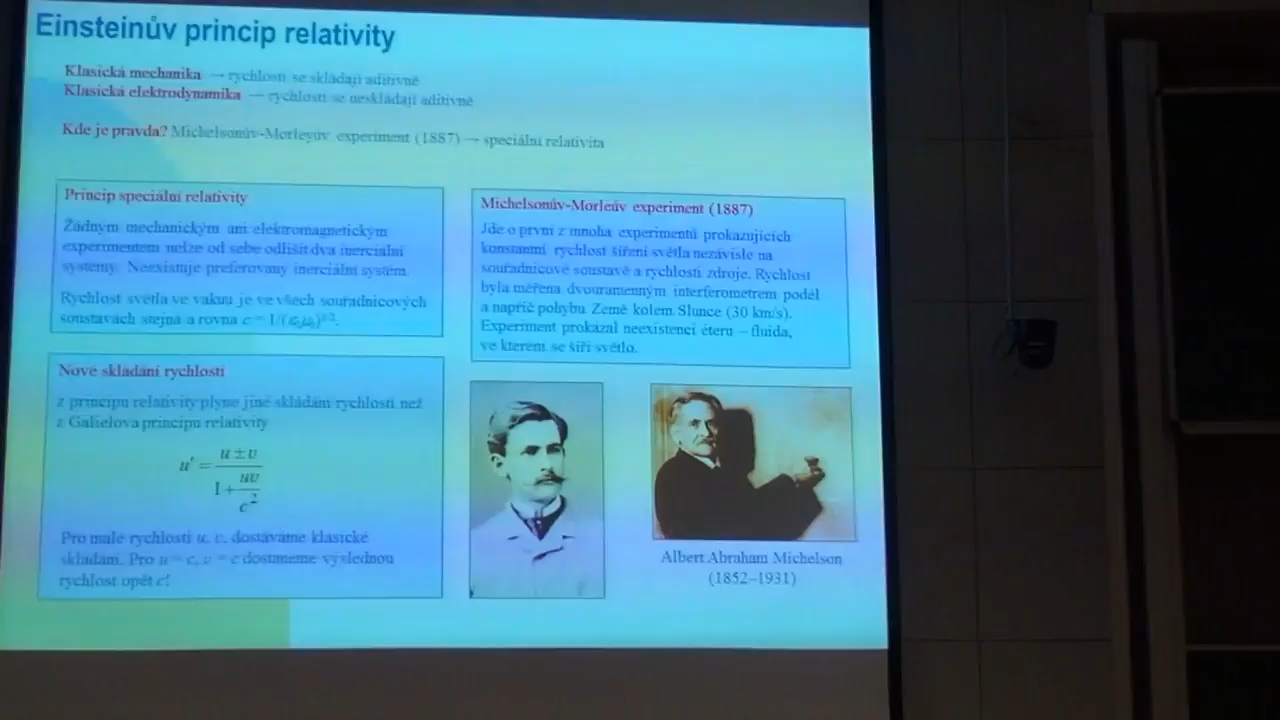 Einsteinův princip relativity
Klasická mechanika → rychlosti se skládají aditivně
Klasická elektrodynamika → rychlosti se neskládají aditivně
Kde je pravda? Michelsonův-Morleyův experiment (1887) → speciální relativita
Princip speciální relativity
Žádným mechanickým ani elektromagnetickým
experimentem nelze od sebe odlišit dva inerciální
systémy. Neexistuje preferovaný inerciální systém.
Rychlost světla ve vakuu je ve všech souřadnicových
soustavách stejná a rovna c = 1/(ε₀μ₀)^1/2.
Nové skládání rychlostí
z principu relativity plyne jiné skládání rychlostí než
z Galileova principu relativity
u' = (u ± v) / (1 + uv/c²)
Pro malé rychlosti u, v, dostáváme klasické
skládání. Pro u = c, v = c dostaneme výslednou
rychlost opět c!
Michelsonův-Morleův experiment (1887)
Jde o první z mnoha experimentů prokazujících
konstantní rychlost šíření světla nezávisle na
souřadnicové soustavě a rychlosti zdroje. Rychlost
byla měřena dvouramenným interferometrem podél
a napříč pohybu Země kolem Slunce (30 km/s).
Experiment prokázal neexistenci éteru – fluida,
ve kterém se šíří světlo.
Albert Abraham Michelson
(1852–1931)